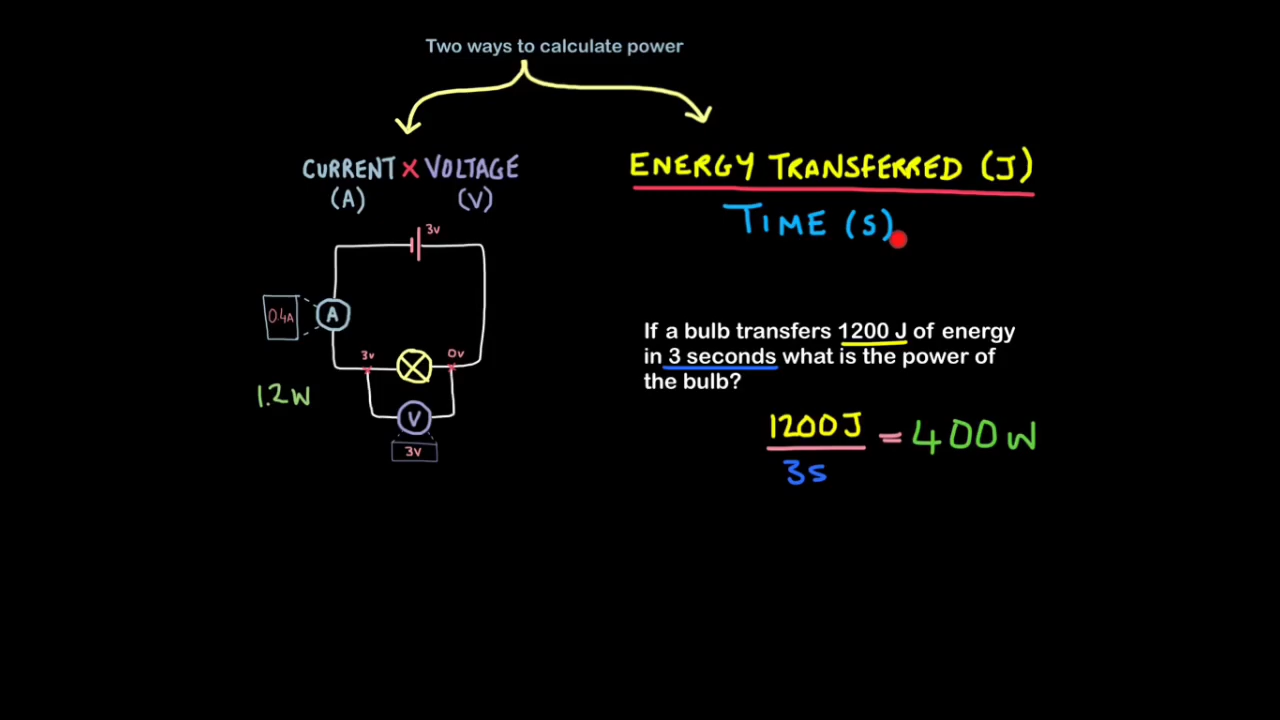 Two ways to calculate power
CURRENT × VOLTAGE
(A) (V)
3v
A
0.4A
3v 0v
V
3v
1.2W
ENERGY TRANSFERRED (J)
TIME (S)
If a bulb transfers 1200 J of energy
in 3 seconds what is the power of
the bulb?
1200J = 400W
3s